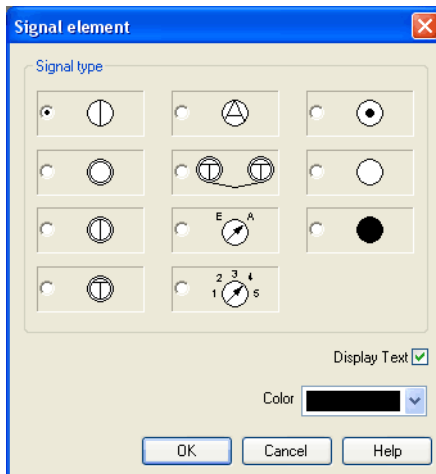 Signal element
Signal type
A
T T
E A
2 3 4
1 5
T
Display Text
Color
OK Cancel Help